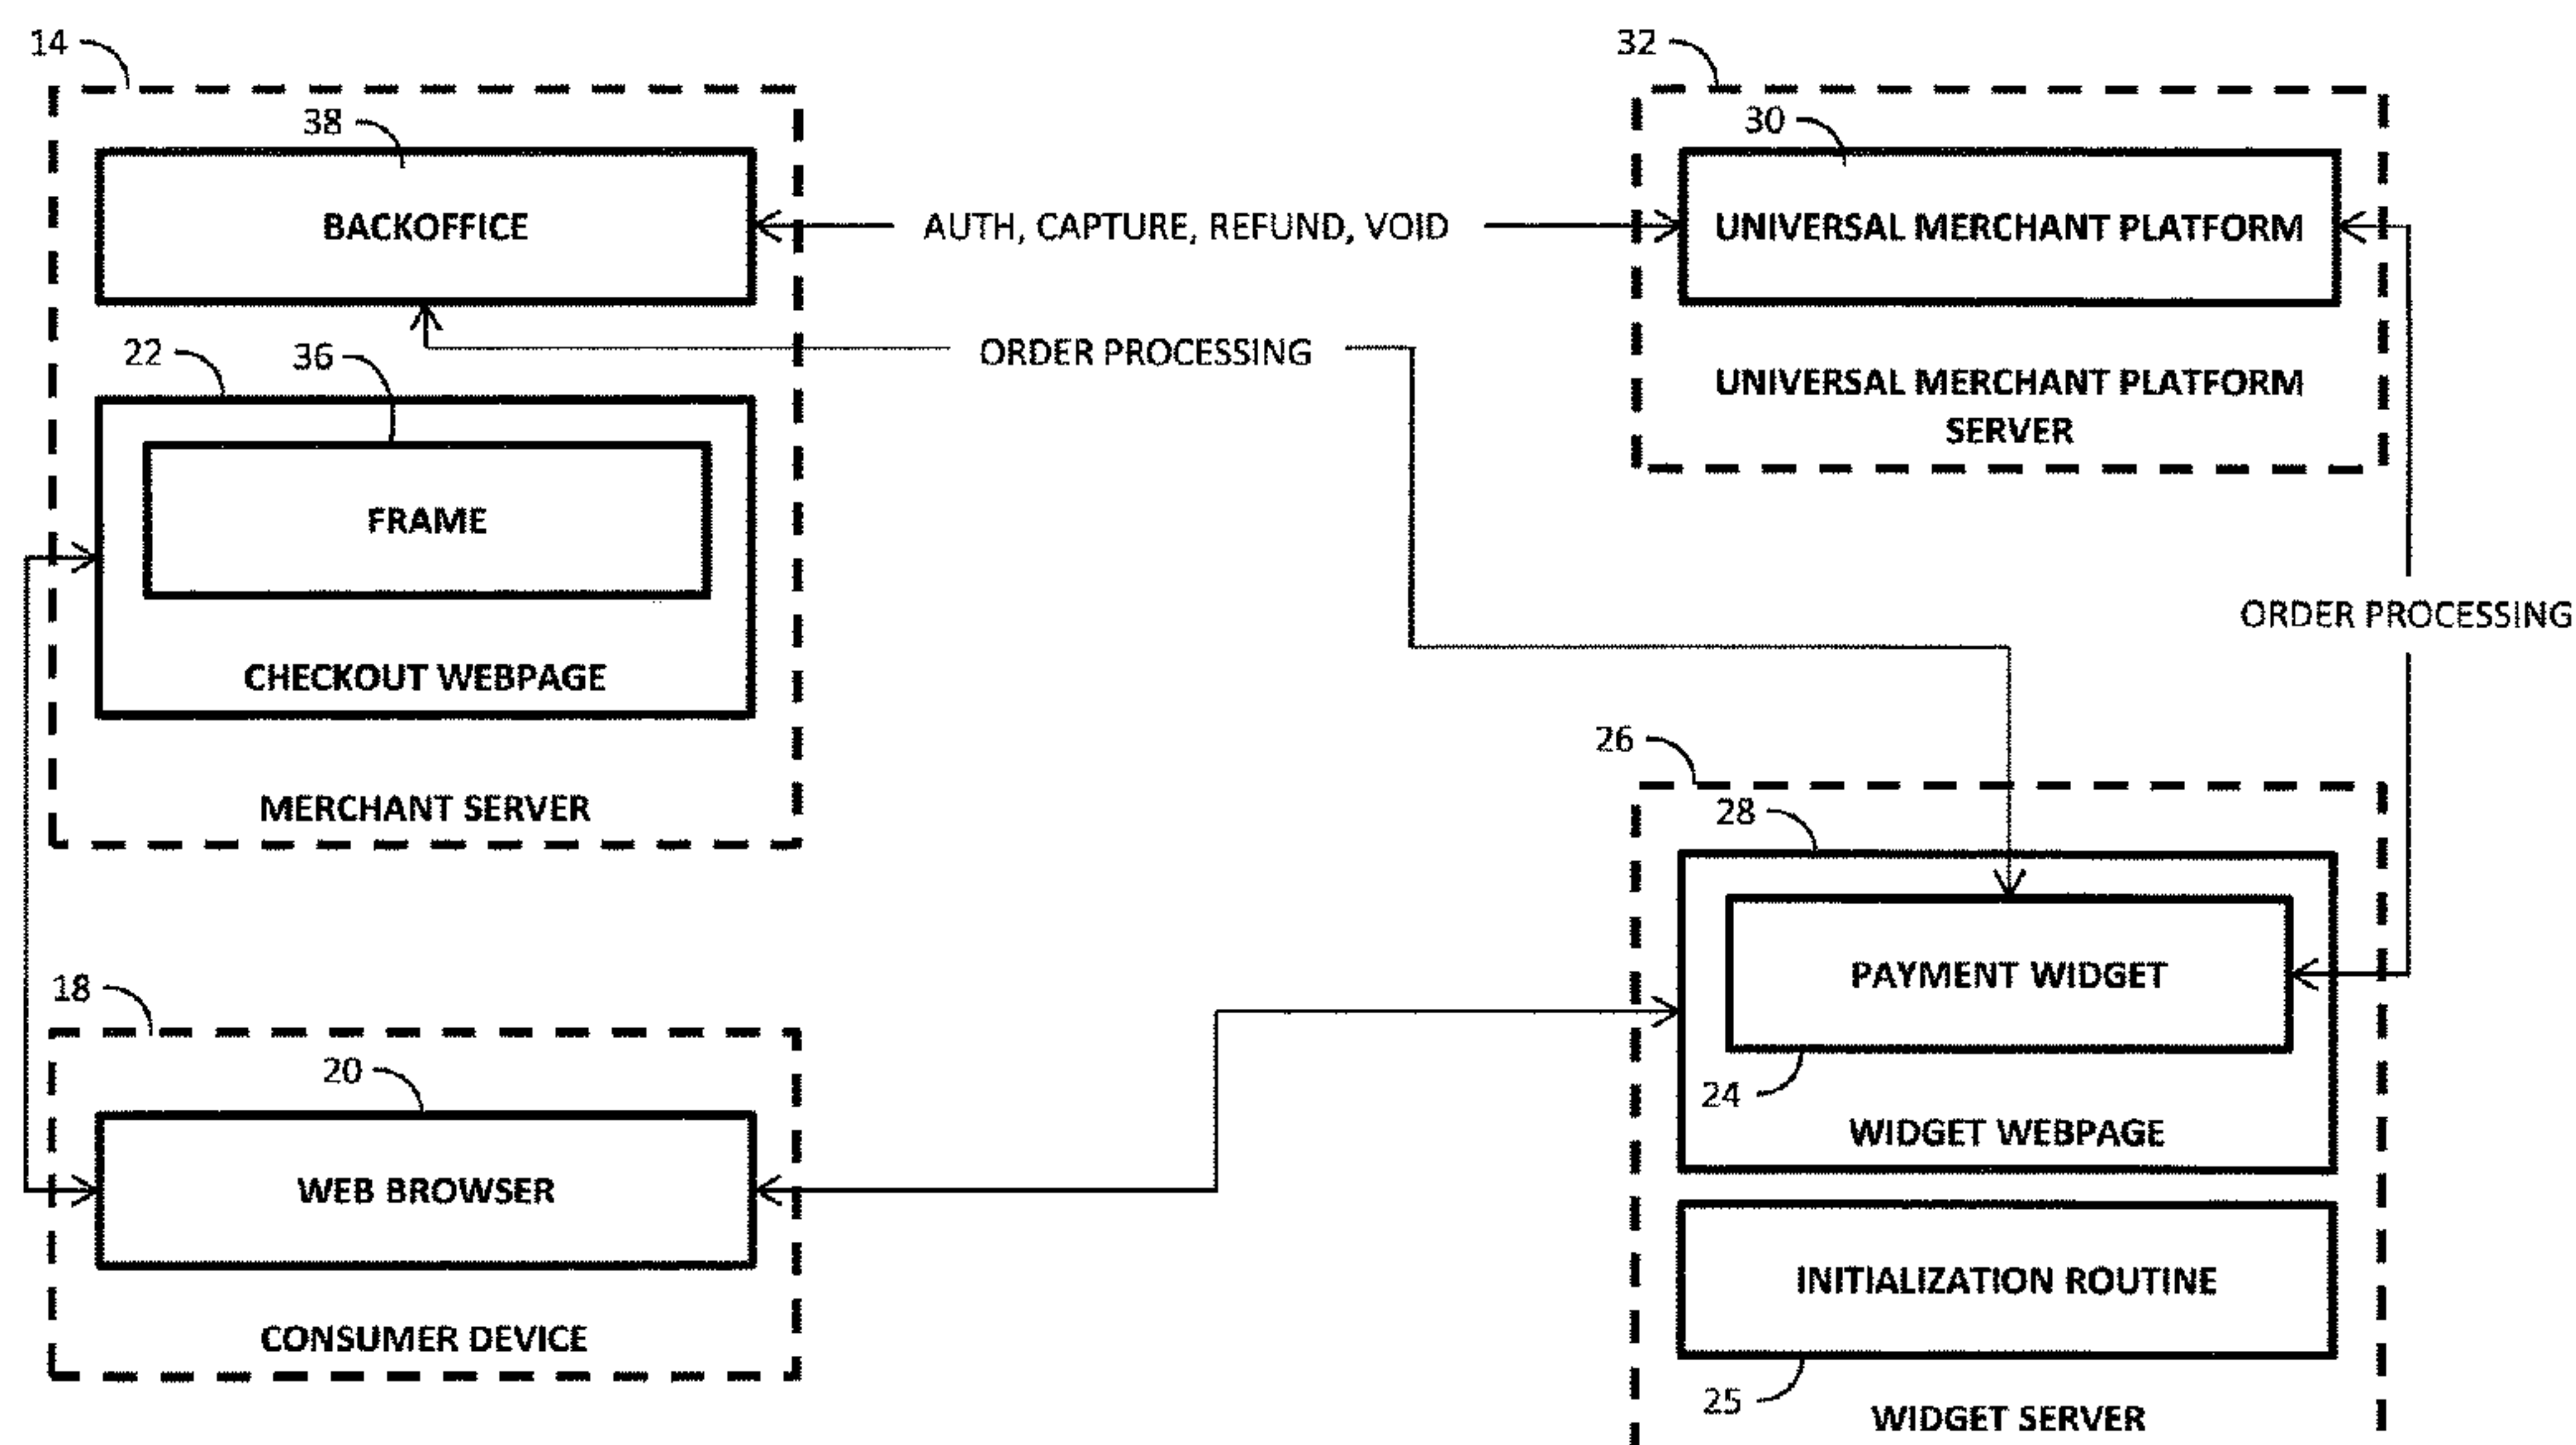 14
38
BACKOFFICE
AUTH, CAPTURE, REFUND, VOID
32
30
UNIVERSAL MERCHANT PLATFORM
UNIVERSAL MERCHANT PLATFORM
SERVER
ORDER PROCESSING
22
36
FRAME
CHECKOUT WEBPAGE
MERCHANT SERVER
ORDER PROCESSING
26
28
PAYMENT WIDGET
24
WIDGET WEBPAGE
18
20
WEB BROWSER
CONSUMER DEVICE
INITIALIZATION ROUTINE
25
WIDGET SERVER